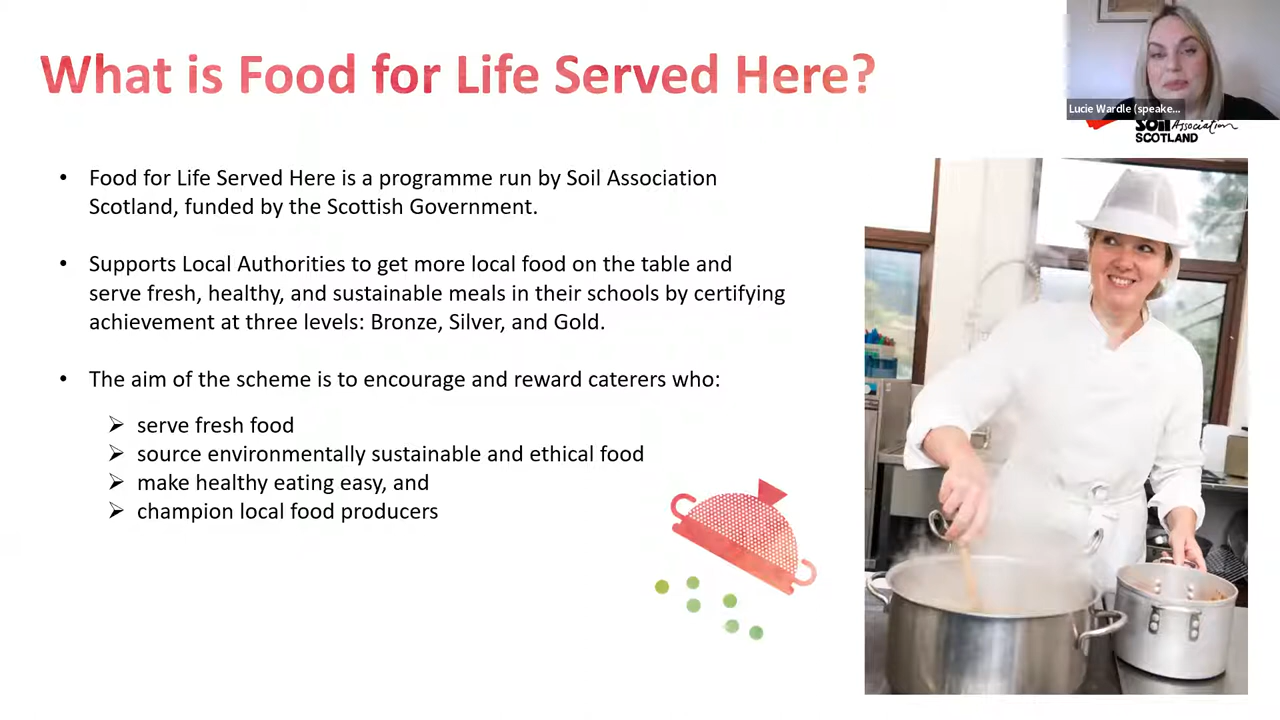 What is Food for Life Served Here?
Lucie Wardle (speake...
Soil Association
SCOTLAND
• Food for Life Served Here is a programme run by Soil Association
Scotland, funded by the Scottish Government.
• Supports Local Authorities to get more local food on the table and
serve fresh, healthy, and sustainable meals in their schools by certifying
achievement at three levels: Bronze, Silver, and Gold.
• The aim of the scheme is to encourage and reward caterers who:
➢ serve fresh food
➢ source environmentally sustainable and ethical food
➢ make healthy eating easy, and
➢ champion local food producers